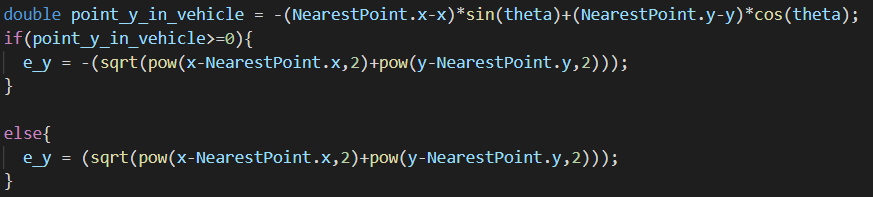 double point_y_in_vehicle = -(NearestPoint.x-x)*sin(theta)+(NearestPoint.y-y)*cos(theta);
if(point_y_in_vehicle>=0){
  e_y = -(sqrt(pow(x-NearestPoint.x,2)+pow(y-NearestPoint.y,2)));
}

else{
  e_y = (sqrt(pow(x-NearestPoint.x,2)+pow(y-NearestPoint.y,2)));
}